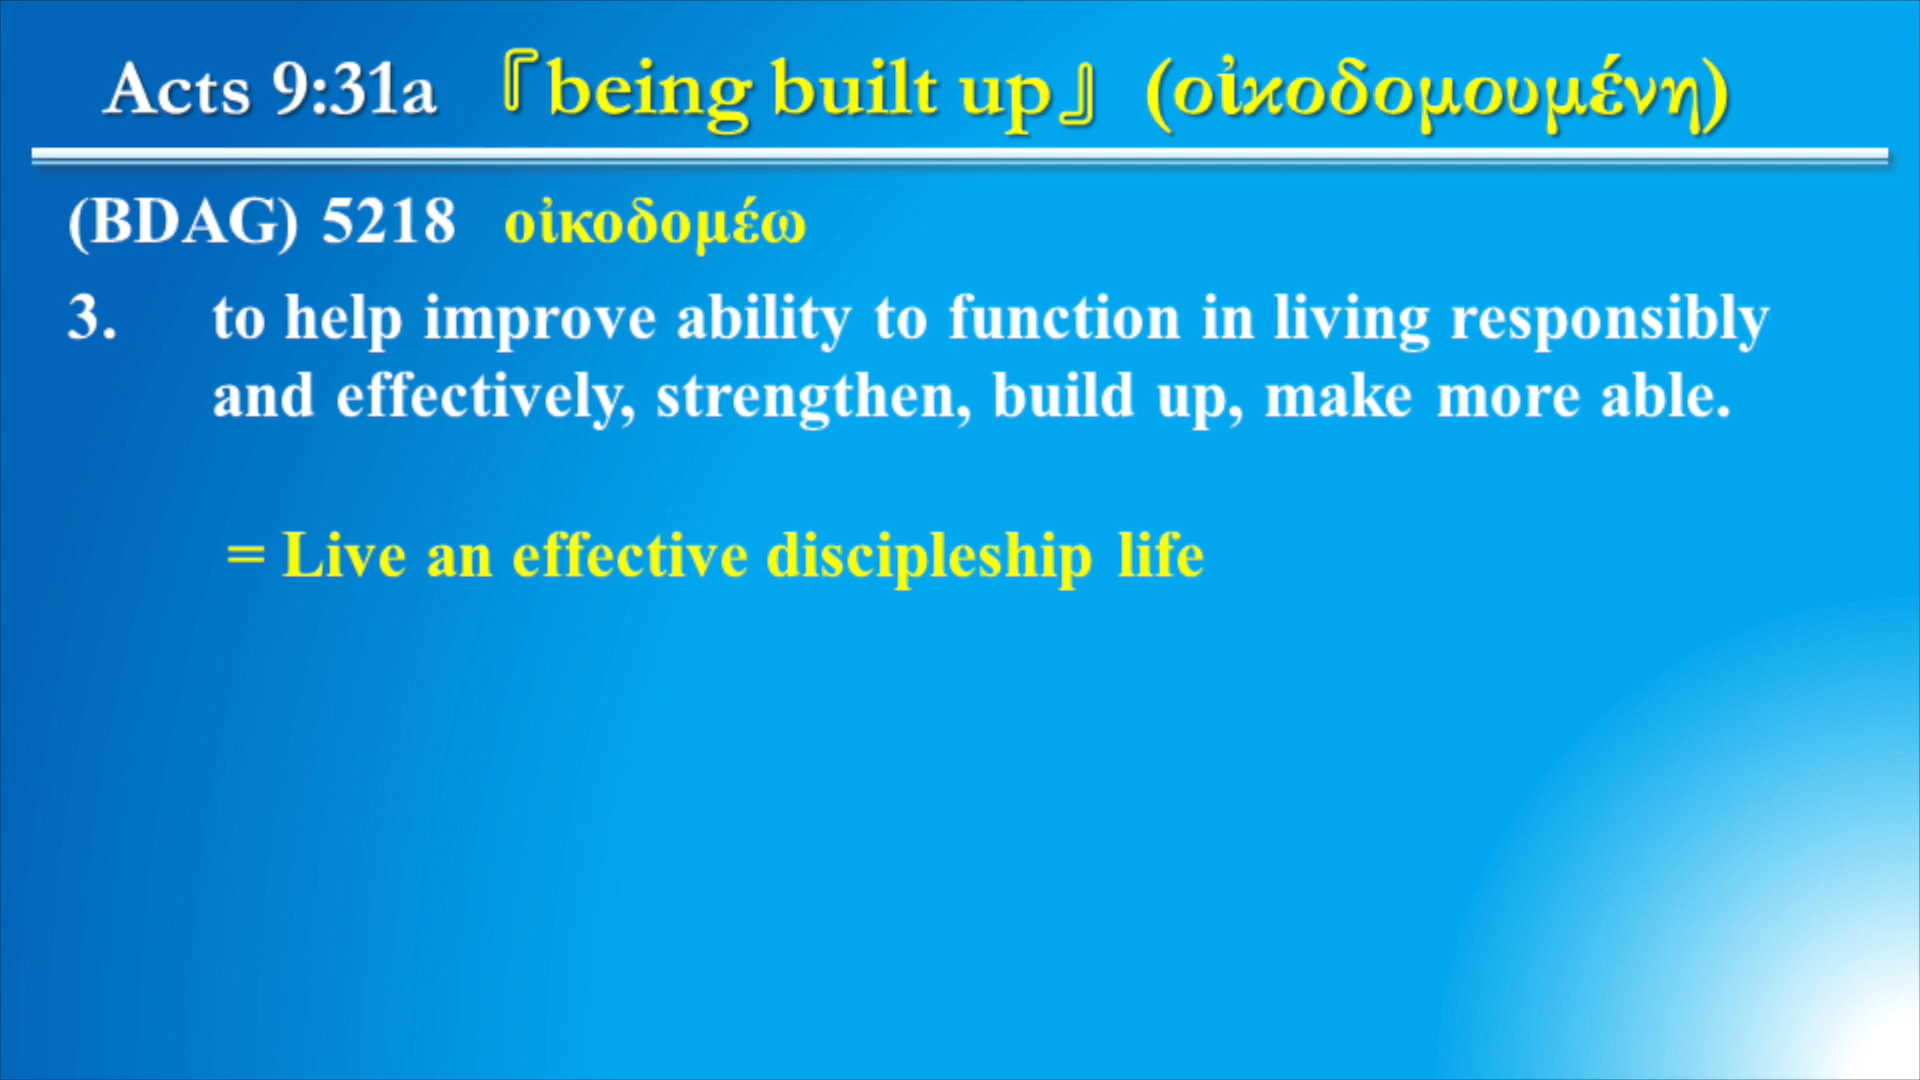 Acts 9:31a 『being built up』 (οἰκοδομουμένη)
(BDAG) 5218 οἰκοδομέω
3. to help improve ability to function in living responsibly
and effectively, strengthen, build up, make more able.
= Live an effective discipleship life